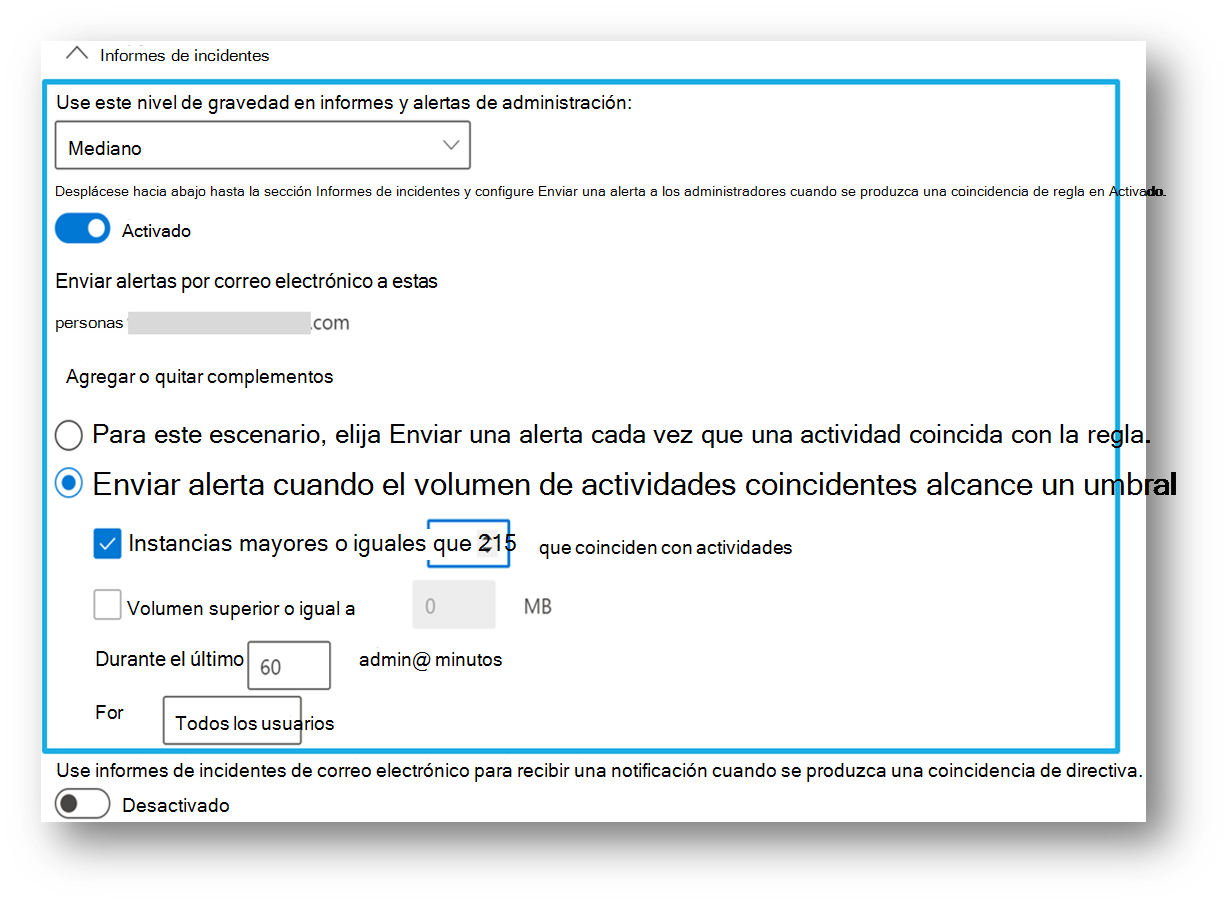 Informes de incidentes
Use este nivel de gravedad en informes y alertas de administración:
Mediano
Desplácese hacia abajo hasta la sección Informes de incidentes y configure Enviar una alerta a los administradores cuando se produzca una coincidencia de regla en Activado.
Activado
Enviar alertas por correo electrónico a estas
personas .com
Agregar o quitar complementos
Para este escenario, elija Enviar una alerta cada vez que una actividad coincida con la regla.
Enviar alerta cuando el volumen de actividades coincidentes alcance un umbral
Instancias mayores o iguales que 215 que coinciden con actividades
Volumen superior o igual a 0 MB
Durante el último 60 admin@ minutos
For Todos los usuarios
Use informes de incidentes de correo electrónico para recibir una notificación cuando se produzca una coincidencia de directiva.
Desactivado